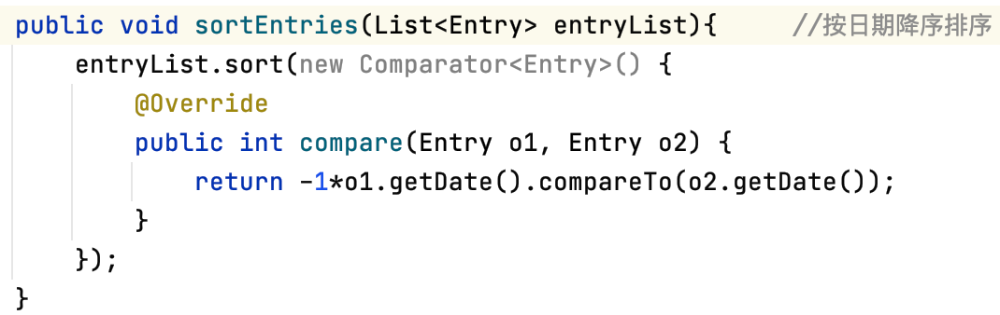 public void sortEntries(List<Entry> entryList){     //按日期降序排序
    entryList.sort(new Comparator<Entry>() {
        @Override
        public int compare(Entry o1, Entry o2) {
            return -1*o1.getDate().compareTo(o2.getDate());
        }
    });
}